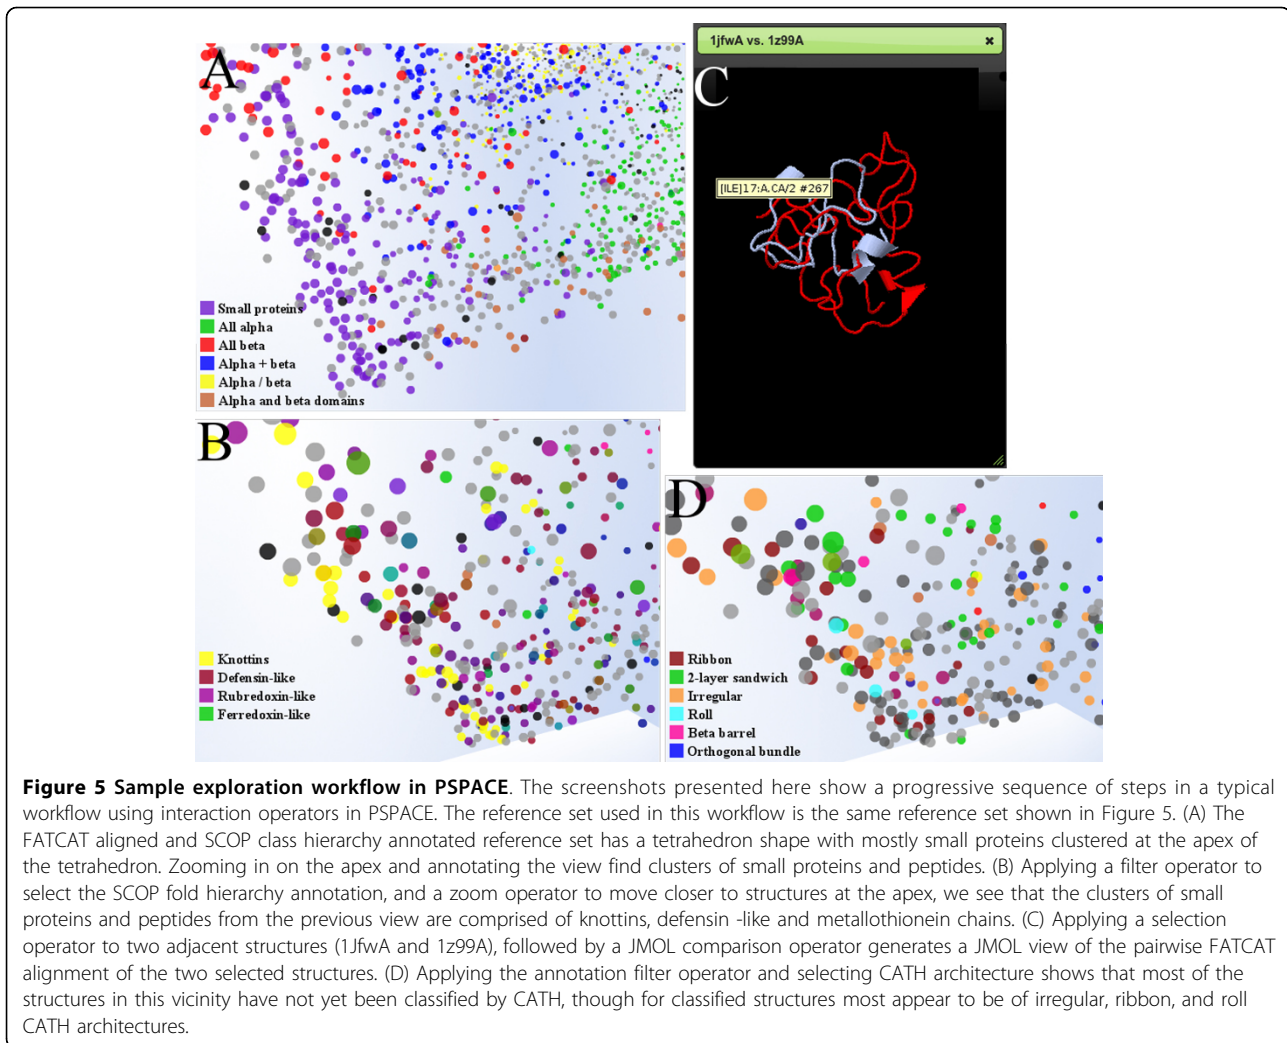 A
Small proteins
All alpha
All beta
Alpha + beta
Alpha / beta
Alpha and beta domains
1jfwA vs. 1z99A
C
[ILE]17:A.CA/2 #267
B
Knottins
Defensin-like
Rubredoxin-like
Ferredoxin-like
D
Ribbon
2-layer sandwich
Irregular
Roll
Beta barrel
Orthogonal bundle
Figure 5 Sample exploration workflow in PSPACE. The screenshots presented here show a progressive sequence of steps in a typical
workflow using interaction operators in PSPACE. The reference set used in this workflow is the same reference set shown in Figure 5. (A) The
FATCAT aligned and SCOP class hierarchy annotated reference set has a tetrahedron shape with mostly small proteins clustered at the apex of
the tetrahedron. Zooming in on the apex and annotating the view find clusters of small proteins and peptides. (B) Applying a filter operator to
select the SCOP fold hierarchy annotation, and a zoom operator to move closer to structures at the apex, we see that the clusters of small
proteins and peptides from the previous view are comprised of knottins, defensin -like and metallothionein chains. (C) Applying a selection
operator to two adjacent structures (1JfwA and 1z99A), followed by a JMOL comparison operator generates a JMOL view of the pairwise FATCAT
alignment of the two selected structures. (D) Applying the annotation filter operator and selecting CATH architecture shows that most of the
structures in this vicinity have not yet been classified by CATH, though for classified structures most appear to be of irregular, ribbon, and roll
CATH architectures.